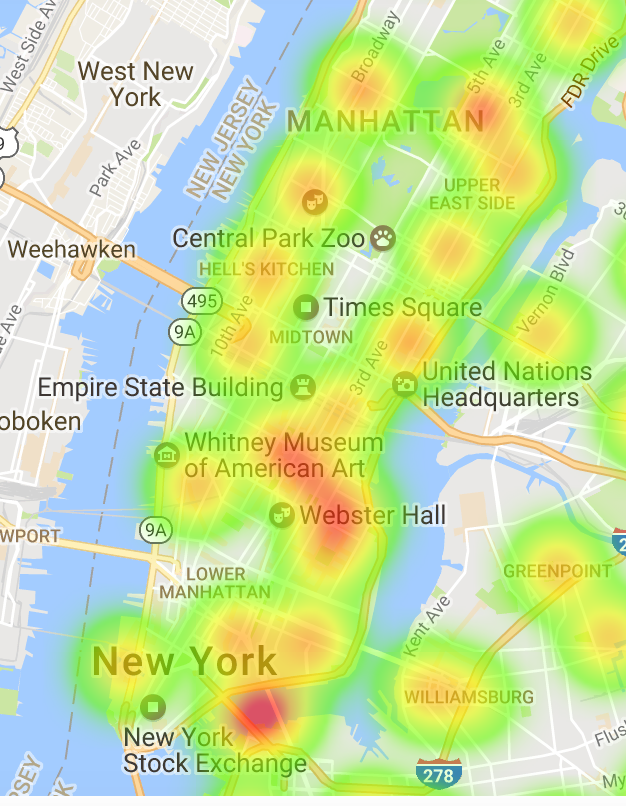 West Side Av
Broadway
West New
York
5th Ave
3rd Ave
FDR Drive
9
NEW JERSEY
NEW YORK
MANHATTAN
Park Ave
UPPER
EAST SIDE
Central Park Zoo
Weehawken
HELL'S KITCHEN
Vernon Blvd
495
Times Square
10th Ave
9A
MIDTOWN
3rd Ave
United Nations
Headquarters
Empire State Building
oboken
Whitney Museum
of American Art
Webster Hall
9A
WPORT
2
LOWER
MANHATTAN
GREENPOINT
Kent Ave
New York
WILLIAMSBURG
New York
Stock Exchange
Flus
278
My